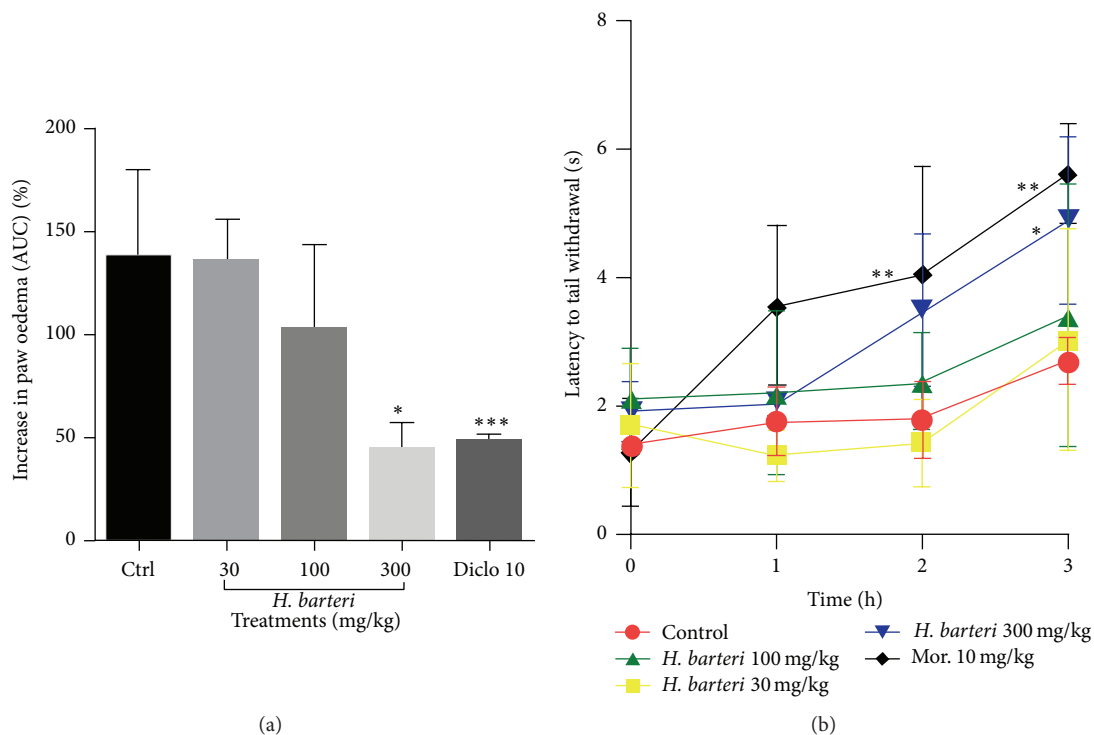 Increase in paw oedema (AUC) (%)
200
150
100
50
0
*
***
Ctrl 30 100 300 Diclo 10
H. barteri
Treatments (mg/kg)
(a)
Latency to tail withdrawal (s)
8
6
4
2
0
**
**
*
0 1 2 3
Time (h)
Control
H. barteri 100 mg/kg
H. barteri 30 mg/kg
H. barteri 300 mg/kg
Mor. 10 mg/kg
(b)